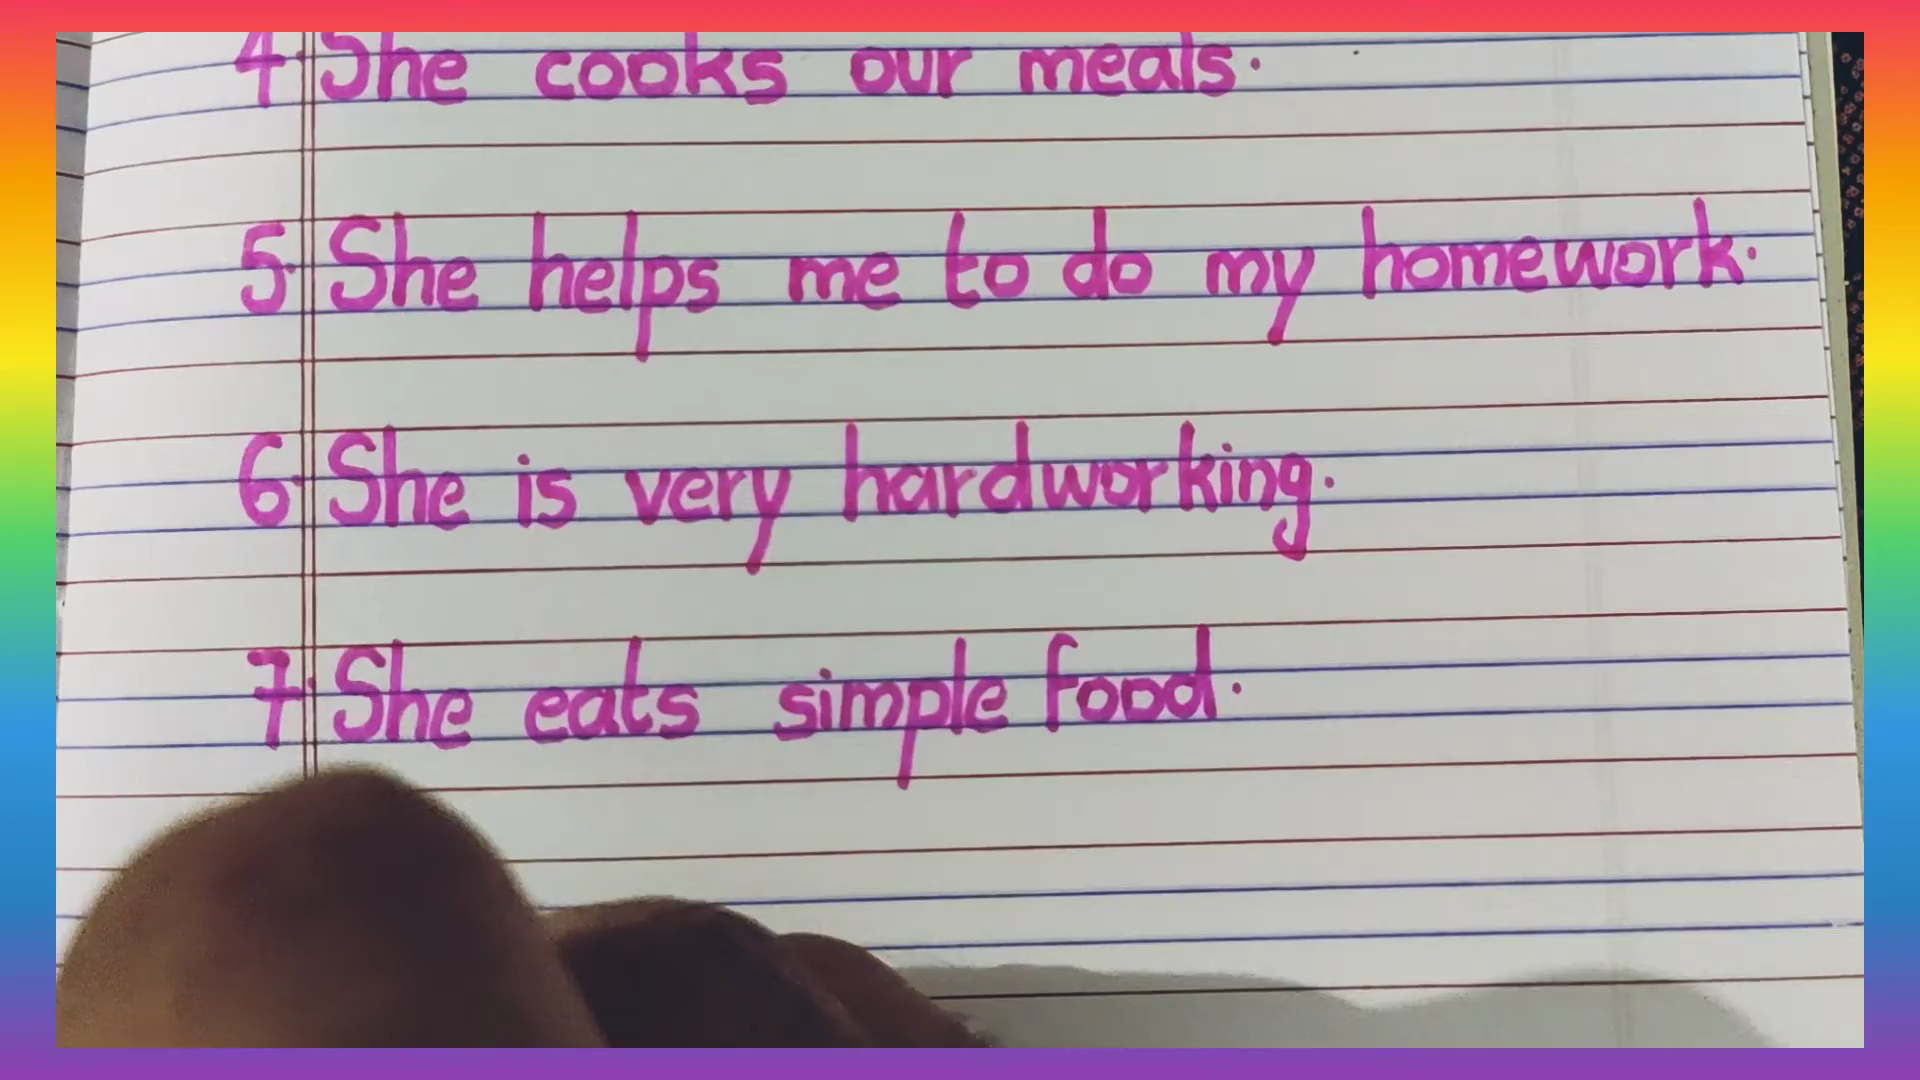 4. She cooks our meals.
5. She helps me to do my homework.
6. She is very hardworking.
7. She eats simple food.